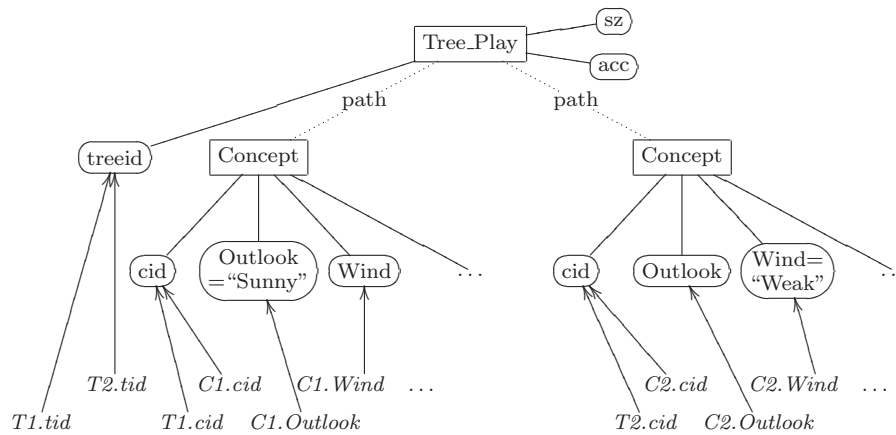 sz
Tree_Play
acc
path
path
treeid
Concept
Concept
cid
Outlook
="Sunny"
Wind
...
cid
Outlook
Wind=
"Weak"
...
T2.tid
C1.cid
C1.Wind
...
C2.cid
C2.Wind
...
T1.tid
T1.cid
C1.Outlook
T2.cid
C2.Outlook